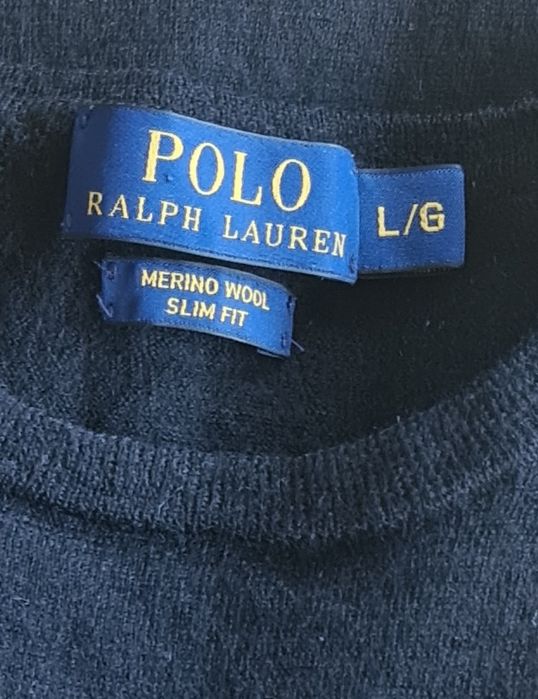 POLO
RALPH LAUREN
L/G
MERINO WOOL
SLIM FIT